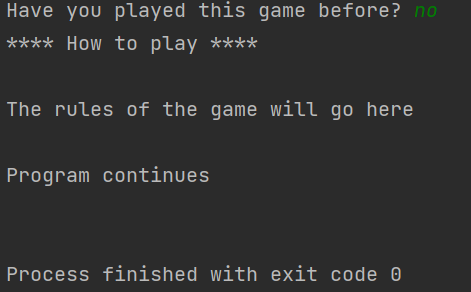 Have you played this game before? no
**** How to play ****
The rules of the game will go here
Program continues
Process finished with exit code 0